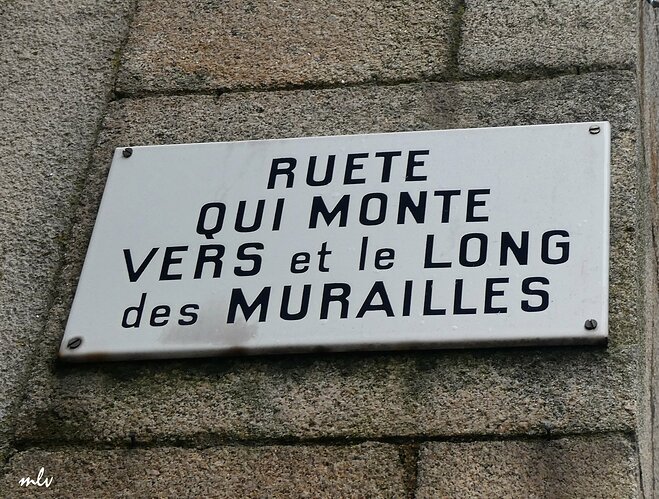 RUETE
QUI MONTE
VERS et le LONG
des MURAILLES
mlv